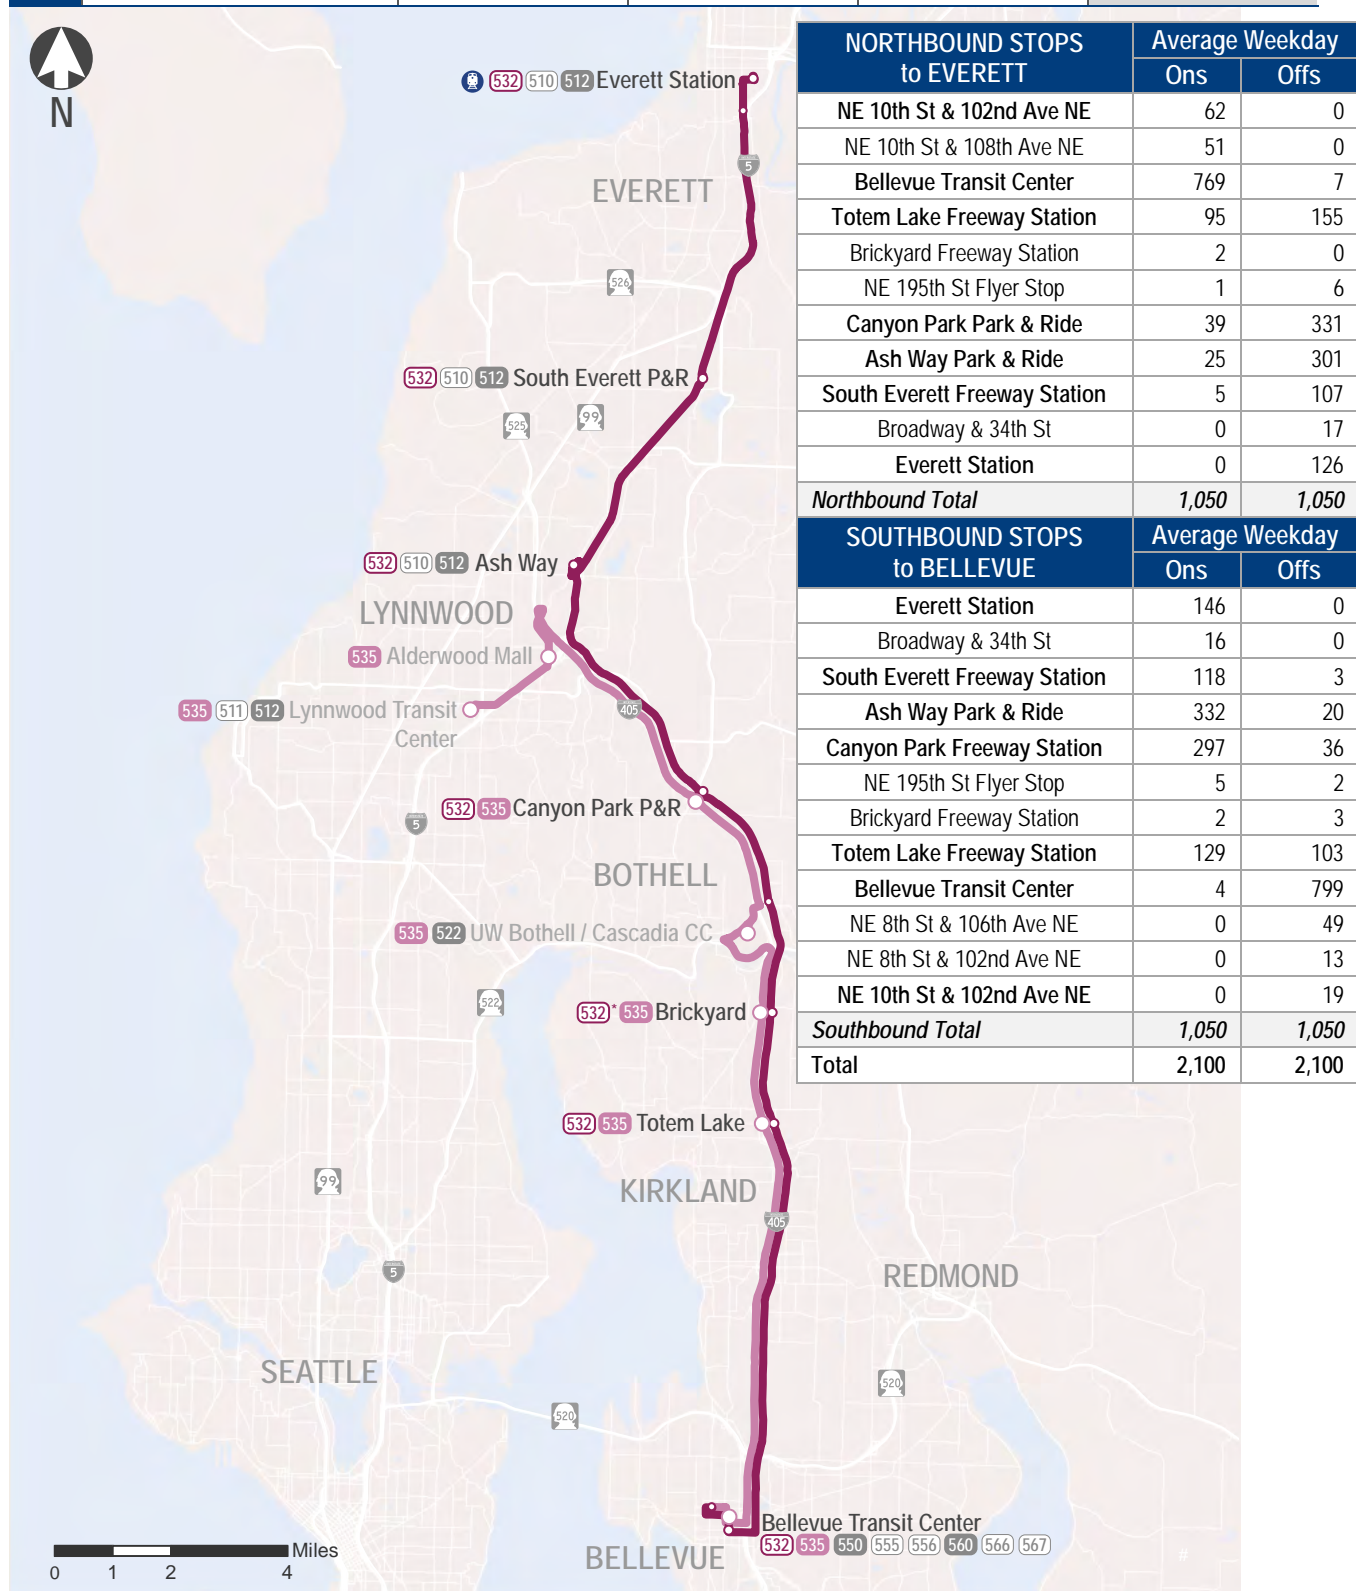 N
532 510 512 Everett Station
5
EVERETT
526
532 510 512 South Everett P&R
525
99
532 510 512 Ash Way
LYNNWOOD
535 Alderwood Mall
535 511 512 Lynnwood Transit
Center
405
532 535 Canyon Park P&R
5
BOTHELL
535 522 UW Bothell / Cascadia CC
522
532* 535 Brickyard
532 535 Totem Lake
99
KIRKLAND
405
5
REDMOND
SEATTLE
520
520
Bellevue Transit Center
532 535 550 555 556 560 566 567
BELLEVUE
Miles
0 1 2 4
#
NORTHBOUND STOPS Average Weekday
to EVERETT Ons Offs
NE 10th St & 102nd Ave NE 62 0
NE 10th St & 108th Ave NE 51 0
Bellevue Transit Center 769 7
Totem Lake Freeway Station 95 155
Brickyard Freeway Station 2 0
NE 195th St Flyer Stop 1 6
Canyon Park Park & Ride 39 331
Ash Way Park & Ride 25 301
South Everett Freeway Station 5 107
Broadway & 34th St 0 17
Everett Station 0 126
Northbound Total 1,050 1,050
SOUTHBOUND STOPS Average Weekday
to BELLEVUE Ons Offs
Everett Station 146 0
Broadway & 34th St 16 0
South Everett Freeway Station 118 3
Ash Way Park & Ride 332 20
Canyon Park Freeway Station 297 36
NE 195th St Flyer Stop 5 2
Brickyard Freeway Station 2 3
Totem Lake Freeway Station 129 103
Bellevue Transit Center 4 799
NE 8th St & 106th Ave NE 0 49
NE 8th St & 102nd Ave NE 0 13
NE 10th St & 102nd Ave NE 0 19
Southbound Total 1,050 1,050
Total 2,100 2,100